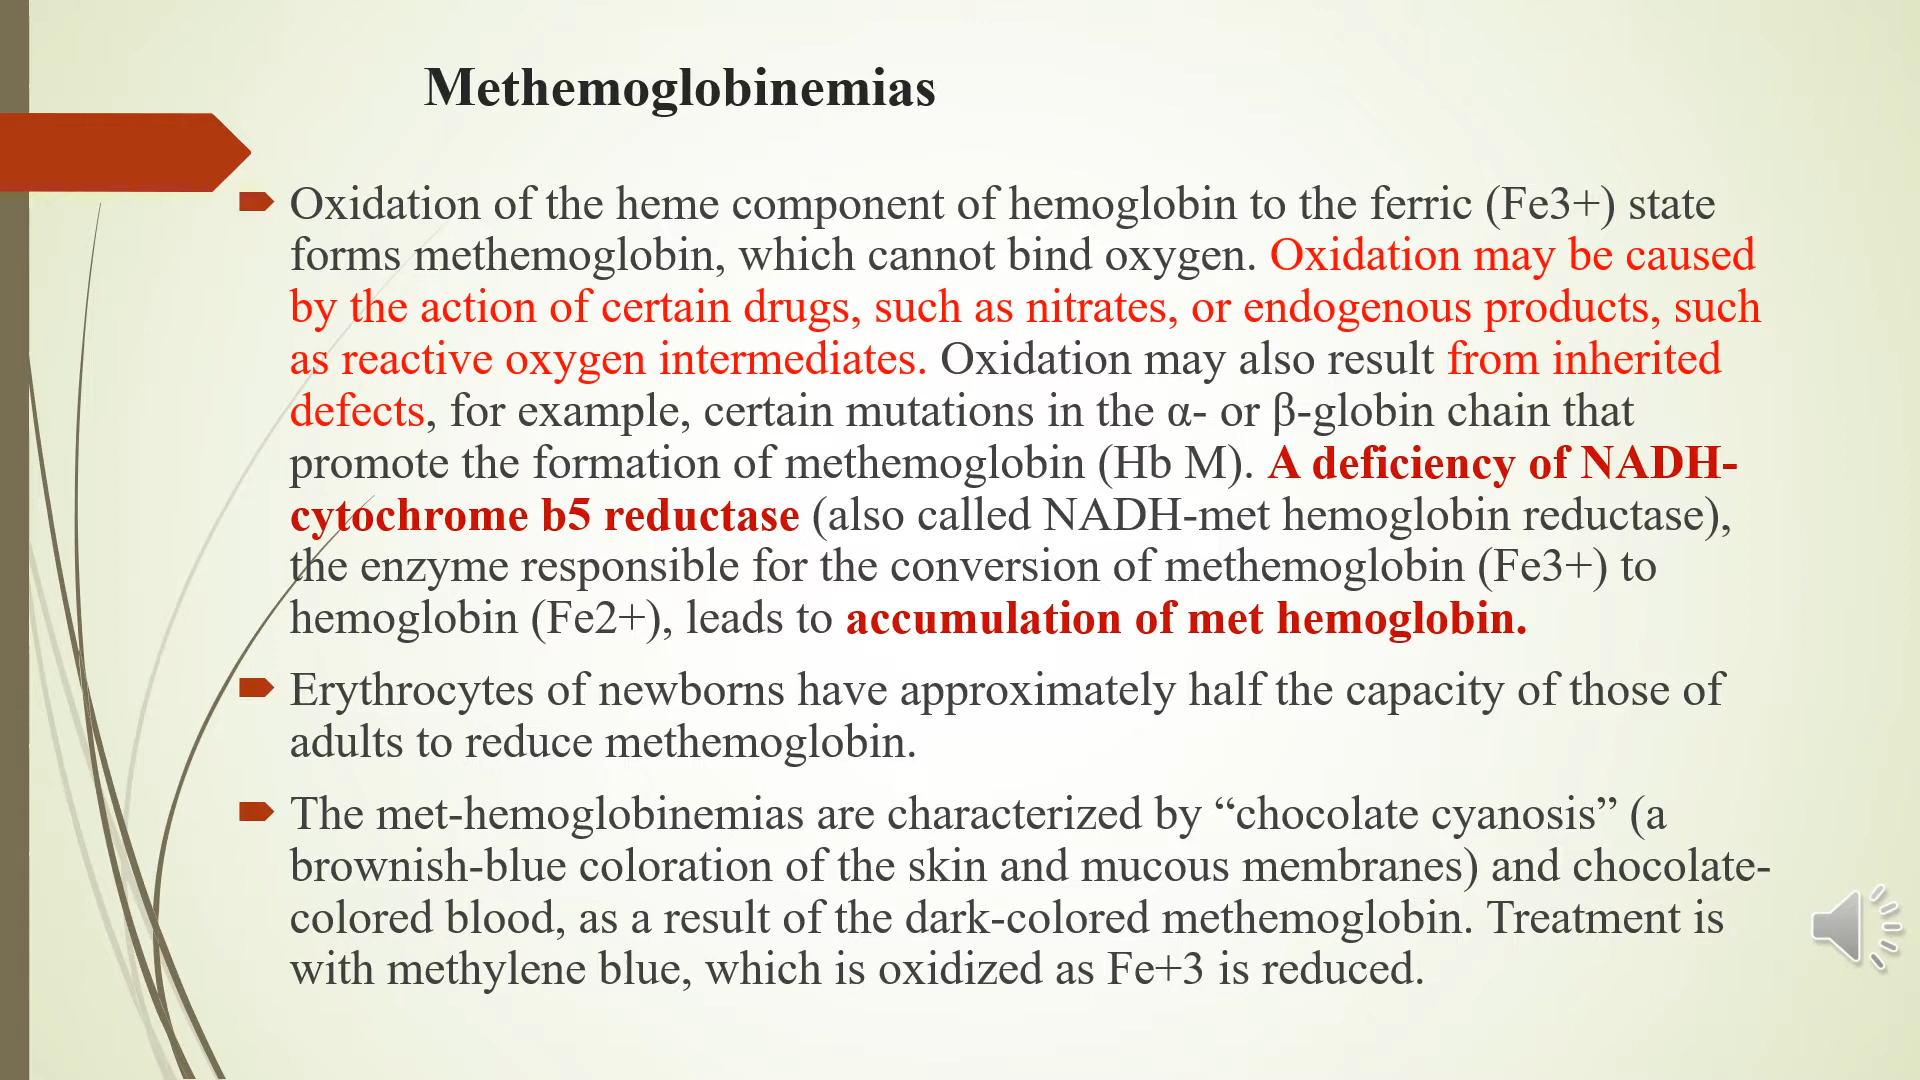 Methemoglobinemias
Oxidation of the heme component of hemoglobin to the ferric (Fe3+) state
forms methemoglobin, which cannot bind oxygen. Oxidation may be caused
by the action of certain drugs, such as nitrates, or endogenous products, such
as reactive oxygen intermediates. Oxidation may also result from inherited
defects, for example, certain mutations in the α- or β-globin chain that
promote the formation of methemoglobin (Hb M). A deficiency of NADH-
cytochrome b5 reductase (also called NADH-met hemoglobin reductase),
the enzyme responsible for the conversion of methemoglobin (Fe3+) to
hemoglobin (Fe2+), leads to accumulation of met hemoglobin.
Erythrocytes of newborns have approximately half the capacity of those of
adults to reduce methemoglobin.
The met-hemoglobinemias are characterized by “chocolate cyanosis” (a
brownish-blue coloration of the skin and mucous membranes) and chocolate-
colored blood, as a result of the dark-colored methemoglobin. Treatment is
with methylene blue, which is oxidized as Fe+3 is reduced.